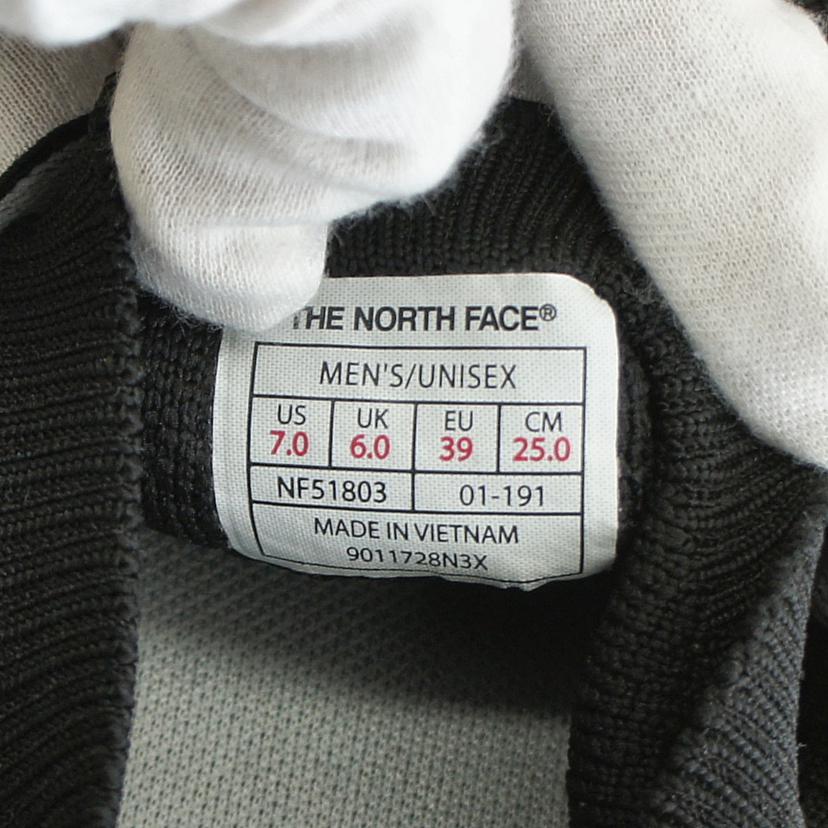 THE NORTH FACE®
MEN'S/UNISEX
US UK EU CM
7.0 6.0 39 25.0
NF51803 01-191
MADE IN VIETNAM
9011728N3X